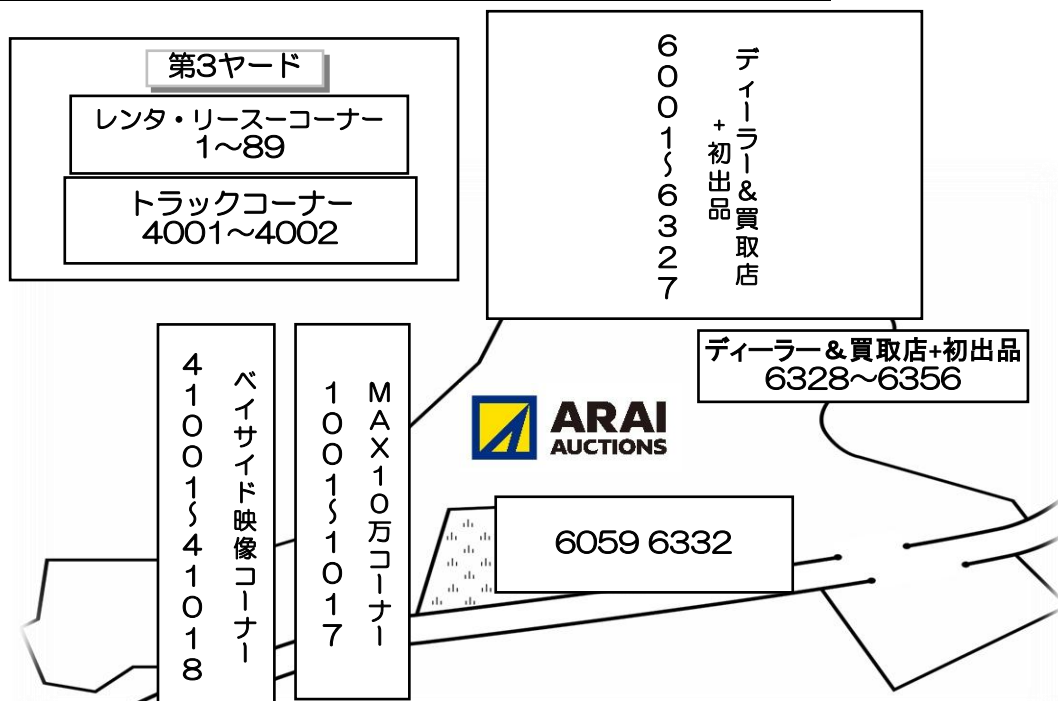 第3ヤード
レンタ・リースーコーナー
1～89
トラックコーナー
4001～4002
ディーラー&買取店
+初出品
6001～6327
ディーラー&買取店+初出品
6328～6356
ベイサイド映像コーナー
41001～41018
MAX10万コーナー
1001～1017
ARAI
AUCTIONS
6059 6332